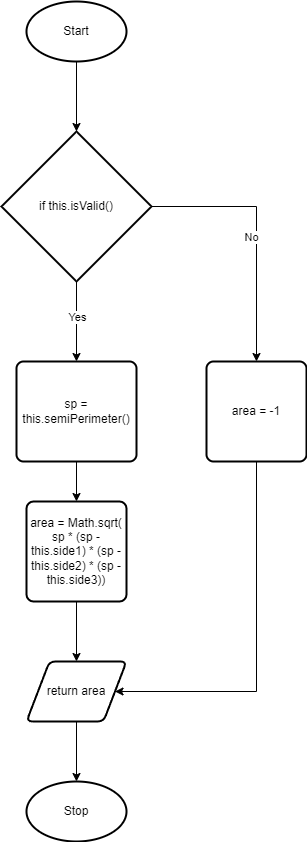 Start
if this.isValid()
No
Yes
sp =
this.semiPerimeter()
area = -1
area = Math.sqrt(
sp * (sp -
this.side1) * (sp -
this.side2) * (sp -
this.side3))
return area
Stop